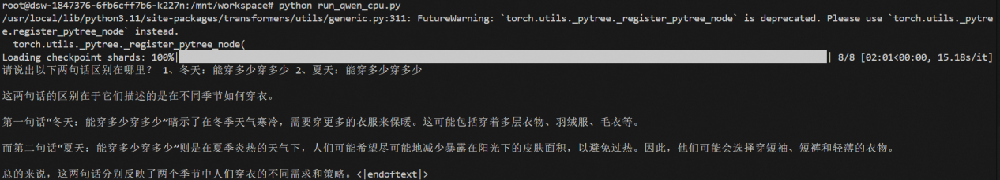 root@dsw-1847376-6fb6cff7b6-k227n:/mnt/workspace# python run_qwen_cpu.py
/usr/local/lib/python3.11/site-packages/transformers/utils/generic.py:311: FutureWarning: `torch.utils._pytree._register_pytree_node` is deprecated. Please use `torch.utils._pytre
e.register_pytree_node` instead.
  torch.utils._pytree._register_pytree_node(
Loading checkpoint shards: 100%|| 8/8 [02:01<00:00, 15.18s/it]
请说出以下两句话区别在哪里? 1、冬天：能穿多少穿多少 2、夏天：能穿多少穿多少
这两句话的区别在于它们描述的是在不同季节如何穿衣。
第一句话“冬天：能穿多少穿多少”暗示了在冬季天气寒冷，需要穿更多的衣服来保暖。这可能包括穿着多层衣物、羽绒服、毛衣等。
而第二句话“夏天：能穿多少穿多少”则是在夏季炎热的天气下，人们可能希望尽可能地减少暴露在阳光下的皮肤面积，以避免过热。因此，他们可能会选择穿短袖、短裤和轻薄的衣物。
总的来说，这两句话分别反映了两个季节中人们穿衣的不同需求和策略。<|endoftext|>